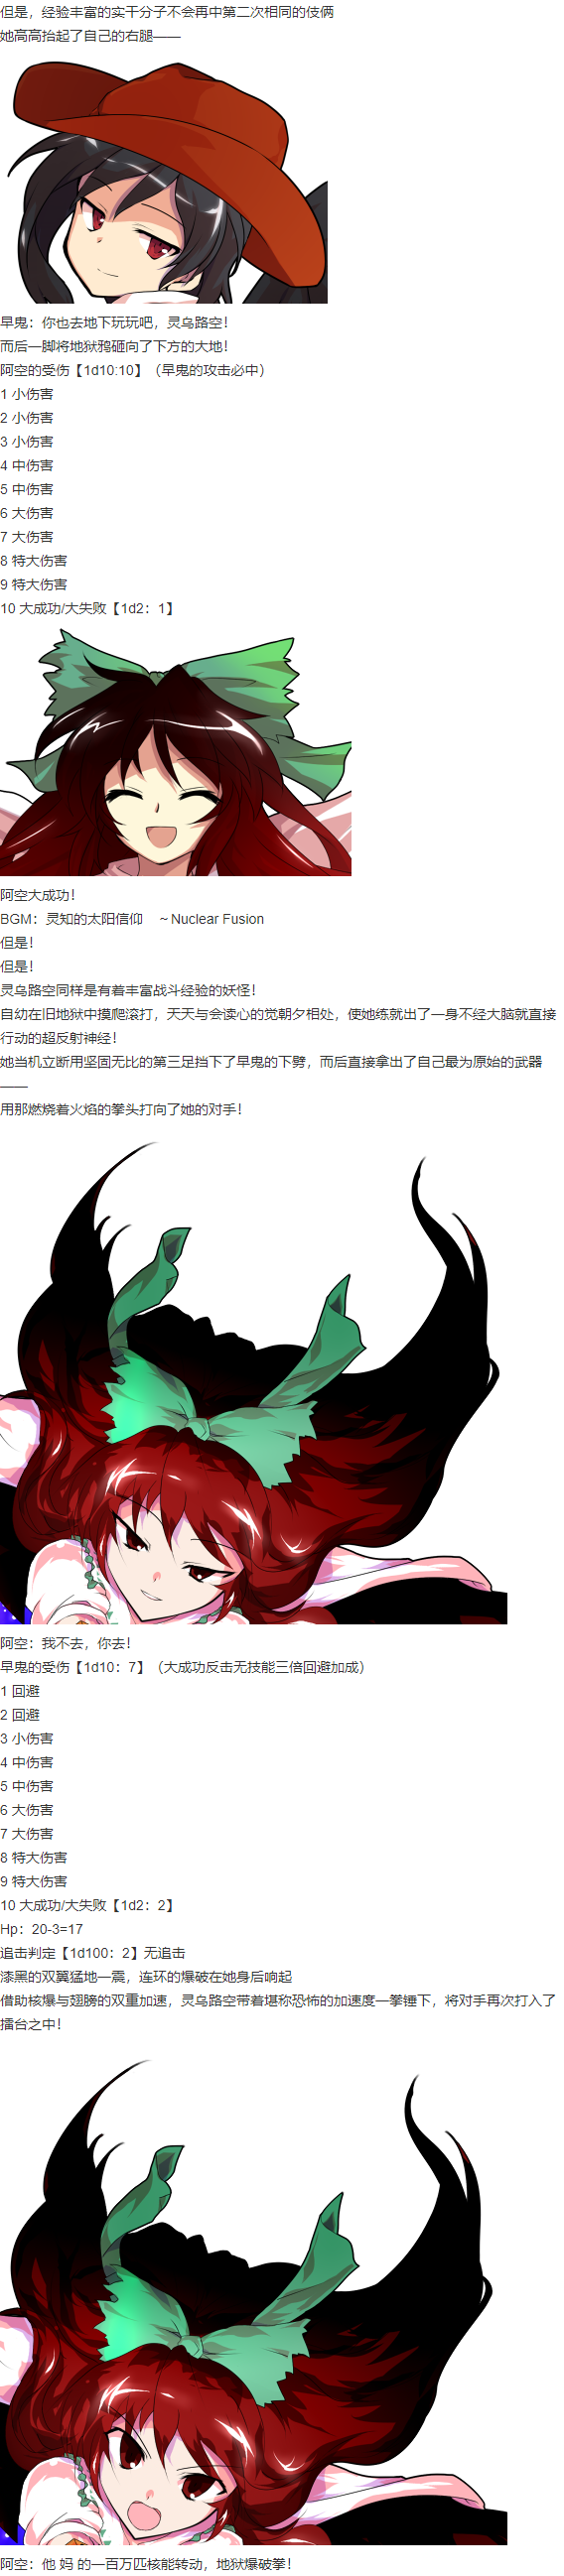 但是，经验丰富的实干分子不会再中第二次相同的伎俩
她高高抬起了自己的右腿——
早鬼：你也去地下玩玩吧，灵乌路空！
而后一脚将地狱鸦砸向了下方的大地！
阿空的受伤【1d10:10】（早鬼的攻击必中）
1 小伤害
2 小伤害
3 小伤害
4 中伤害
5 中伤害
6 大伤害
7 大伤害
8 特大伤害
9 特大伤害
10 大成功/大失败【1d2：1】
阿空大成功！
BGM：灵知的太阳信仰　～Nuclear Fusion
但是！
但是！
灵乌路空同样是有着丰富战斗经验的妖怪！
自幼在旧地狱中摸爬滚打，天天与会读心的觉朝夕相处，使她练就出了一身不经大脑就直接
行动的超反射神经！
她当机立断用坚固无比的第三足挡下了早鬼的下劈，而后直接拿出了自己最为原始的武器
——
用那燃烧着火焰的拳头打向了她的对手！
阿空：我不去，你去！
早鬼的受伤【1d10：7】（大成功反击无技能三倍回避加成）
1 回避
2 回避
3 小伤害
4 中伤害
5 中伤害
6 大伤害
7 大伤害
8 特大伤害
9 特大伤害
10 大成功/大失败【1d2：2】
Hp：20-3=17
追击判定【1d100：2】无追击
漆黑的双翼猛地一震，连环的爆破在她身后响起
借助核爆与翅膀的双重加速，灵乌路空带着堪称恐怖的加速度一拳锤下，将对手再次打入了
擂台之中！
阿空：他 妈 的一百万匹核能转动，地狱爆破拳！